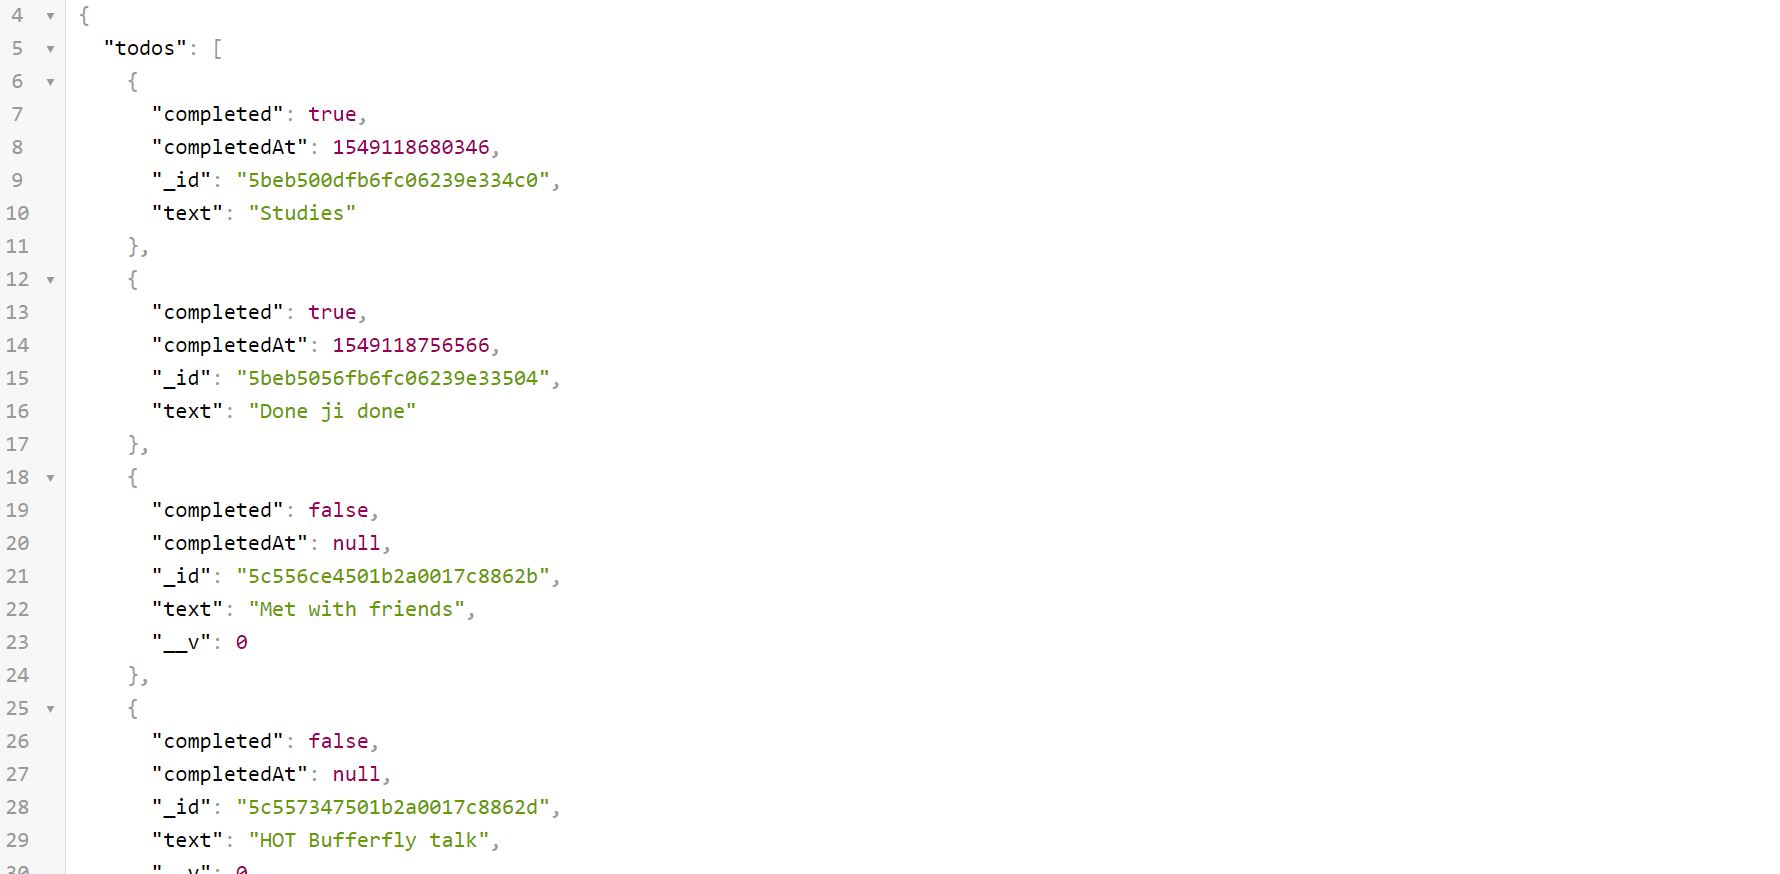 4 ▾ {
5 ▾ "todos": [
6 ▾ {
7 "completed": true,
8 "completedAt": 1549118680346,
9 "_id": "5beb500dfb6fc06239e334c0",
10 "text": "Studies"
11 },
12 ▾ {
13 "completed": true,
14 "completedAt": 1549118756566,
15 "_id": "5beb5056fb6fc06239e33504",
16 "text": "Done ji done"
17 },
18 ▾ {
19 "completed": false,
20 "completedAt": null,
21 "_id": "5c556ce4501b2a0017c8862b",
22 "text": "Met with friends",
23 "__v": 0
24 },
25 ▾ {
26 "completed": false,
27 "completedAt": null,
28 "_id": "5c557347501b2a0017c8862d",
29 "text": "HOT Bufferfly talk",
30 "__v": 0